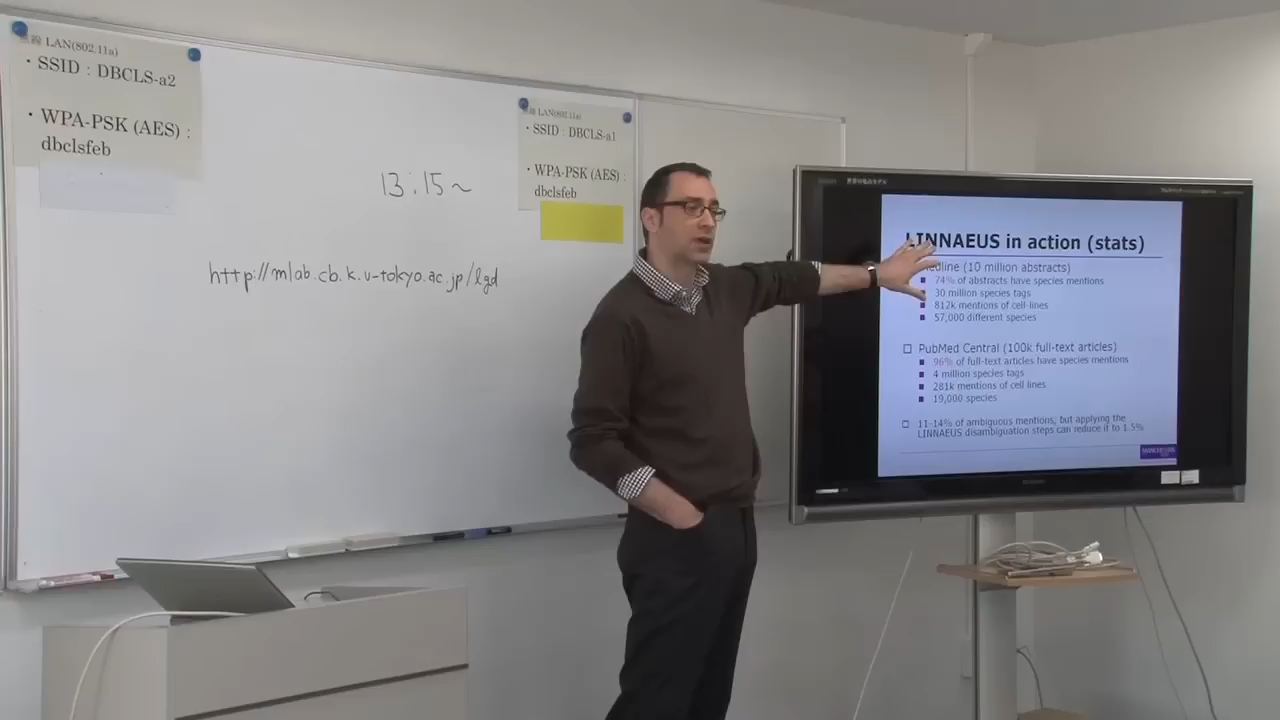 無線 LAN(802.11a)
・SSID : DBCLS-a2
・WPA-PSK (AES) :
dbclsfeb
13:15~
http://mlab.cb.k.u-tokyo.ac.jp/lgd
無線 LAN(802.11a)
・SSID : DBCLS-a1
・WPA-PSK (AES) :
dbclsfeb
LINNAEUS in action (stats)
(10 million abstracts)
74% of abstracts have species mentions
30 million species tags
812k mentions of cell-lines
57,000 different species
PubMed Central (100k full-text articles)
96% of full-text articles have species mentions
4 million species tags
281k mentions of cell lines
19,000 species
11-14% of ambiguous mentions, but applying the
LINNAEUS disambiguation steps can reduce it to 1.5%
MANCHESTER